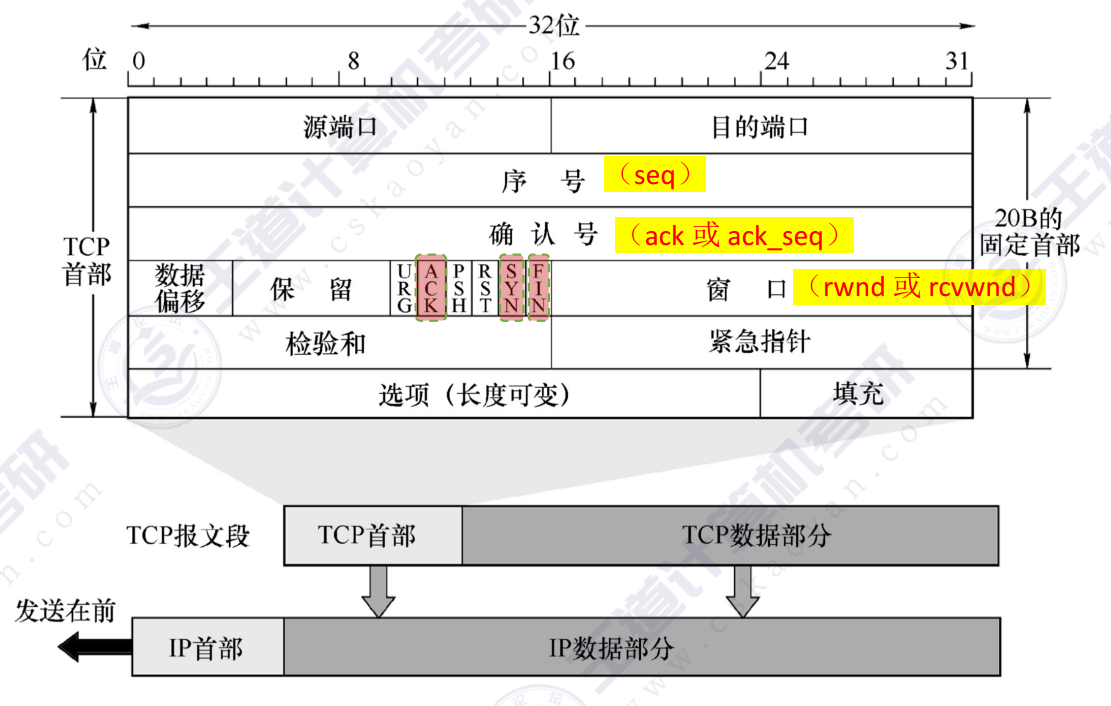 32位
位 0 8 16 24 31
源端口 目的端口
序 号 （seq）
确 认 号 （ack 或 ack_seq）
TCP
首部
20B的
固定首部
数据
偏移
保 留
URG
ACK
PSH
RST
SYN
FIN
窗 口 （rwnd 或 rcvwnd）
检验和 紧急指针
选项（长度可变） 填充
TCP报文段 TCP首部 TCP数据部分
发送在前
IP首部 IP数据部分
王道计算机考研
www.cskaoyan.com